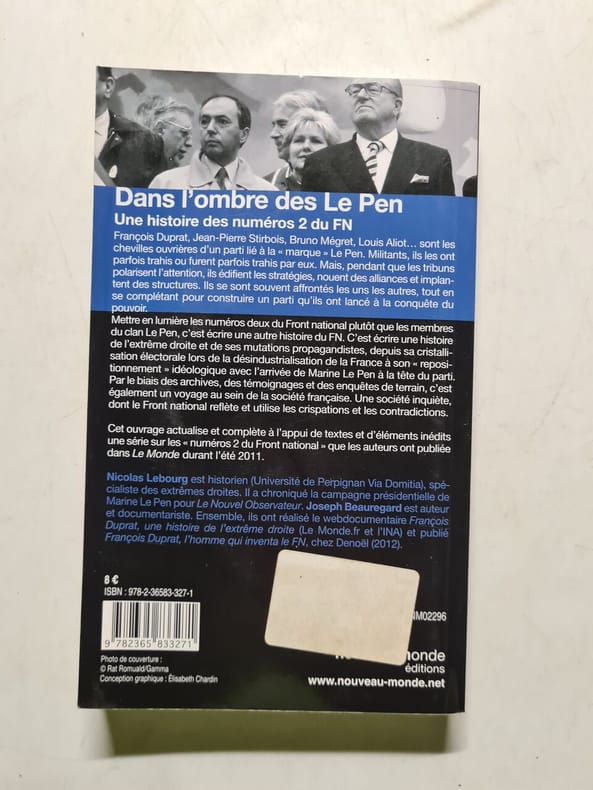 Dans l'ombre des Le Pen
Une histoire des numéros 2 du FN
François Duprat, Jean-Pierre Stirbois, Bruno Mégret, Louis Aliot… sont les
chevilles ouvrières d'un parti lié à la « marque » Le Pen. Militants, ils les ont
parfois trahis ou furent parfois trahis par eux. Mais, pendant que les tribuns
polarisent l'attention, ils édifient les stratégies, nouent des alliances et implan-
tent des structures. Ils se sont souvent affrontés les uns les autres, tout en
se complétant pour construire un parti qu'ils ont lancé à la conquête du
pouvoir.
Mettre en lumière les numéros deux du Front national plutôt que les membres
du clan Le Pen, c'est écrire une autre histoire du FN. C'est écrire une histoire
de l'extrême droite et de ses mutations propagandistes, depuis sa cristalli-
sation électorale lors de la désindustrialisation de la France à son « reposi-
tionnement » idéologique avec l'arrivée de Marine Le Pen à la tête du parti.
Par le biais des archives, des témoignages et des enquêtes de terrain, c'est
également un voyage au sein de la société française. Une société inquiète,
dont le Front national reflète et utilise les crispations et les contradictions.
Cet ouvrage actualise et complète à l'appui de textes et d'éléments inédits
une série sur les « numéros 2 du Front national » que les auteurs ont publiée
dans Le Monde durant l'été 2011.
Nicolas Lebourg est historien (Université de Perpignan Via Domitia), spé-
cialiste des extrêmes droites. Il a chroniqué la campagne présidentielle de
Marine Le Pen pour Le Nouvel Observateur. Joseph Beauregard est auteur
et documentariste. Ensemble, ils ont réalisé le webdocumentaire François
Duprat, une histoire de l'extrême droite (Le Monde.fr et l'INA) et publié
François Duprat, l'homme qui inventa le FN, chez Denoël (2012).
8 €
ISBN : 978-2-36583-327-1
NM02296
9 782365 833271
Photo de couverture :
© Rat Romuald/Gamma
Conception graphique : Élisabeth Chardin
monde
éditions
www.nouveau-monde.net